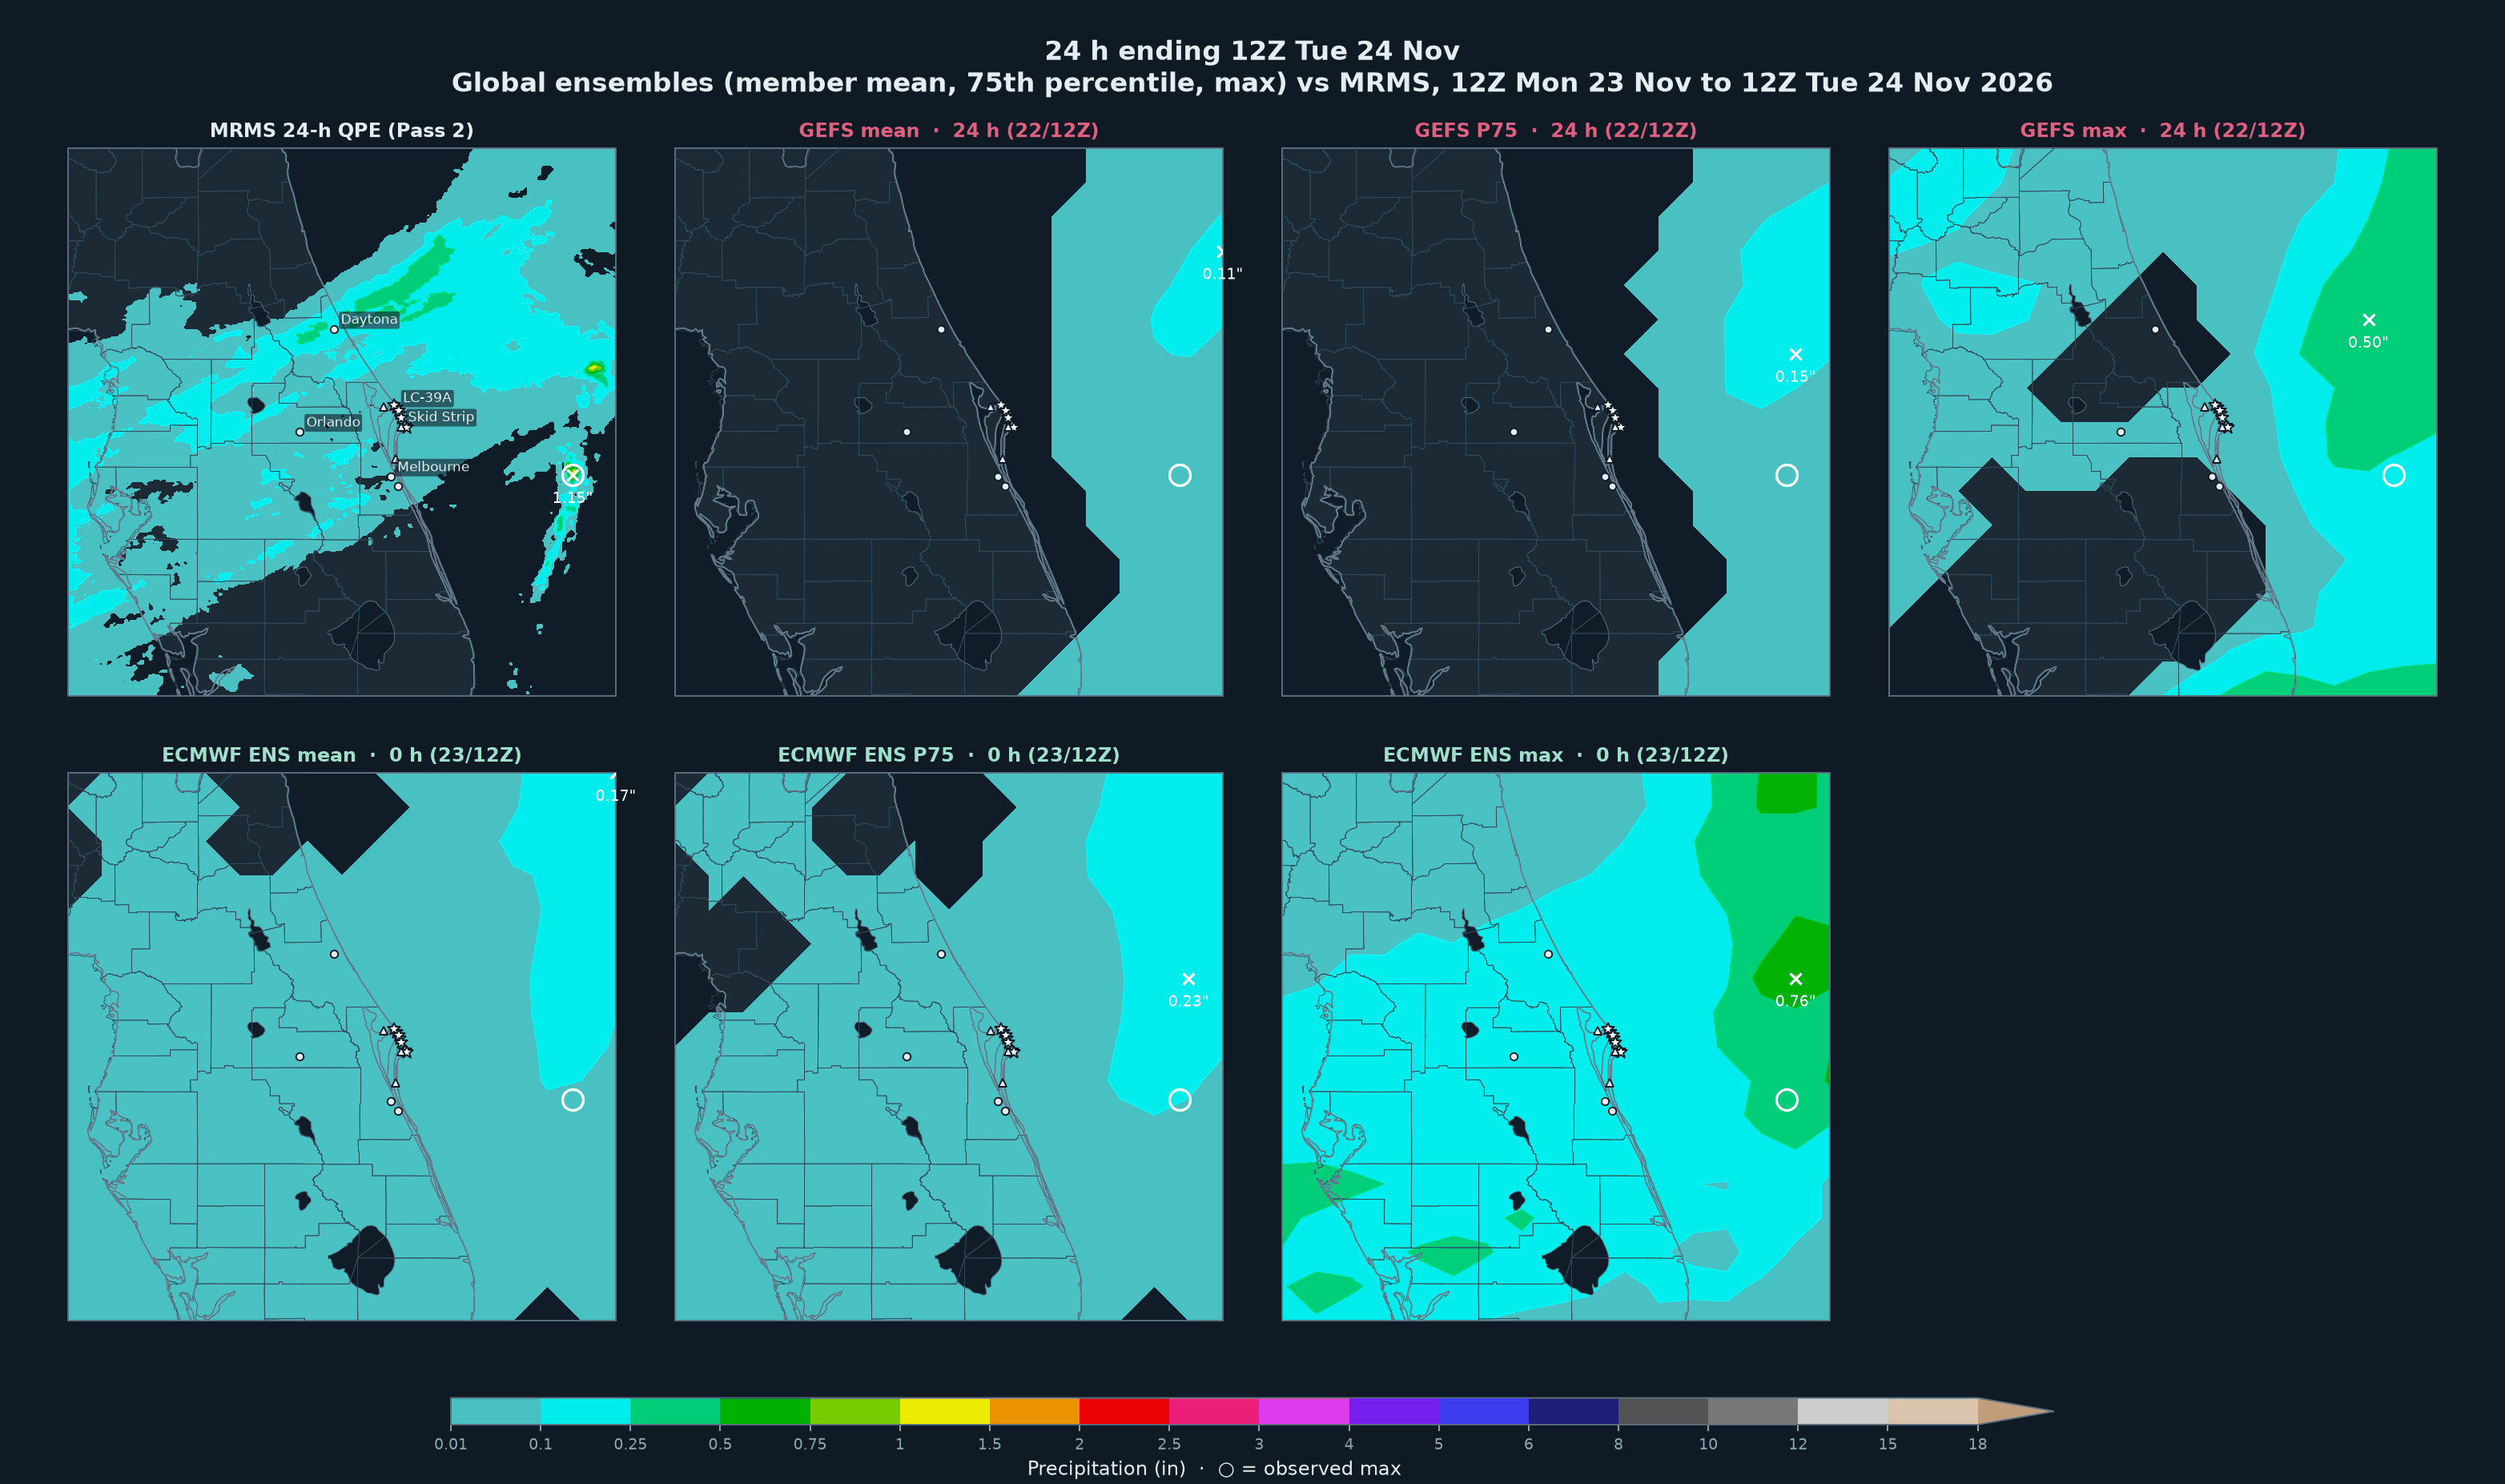 24 h ending 12Z Tue 24 Nov
Global ensembles (member mean, 75th percentile, max) vs MRMS, 12Z Mon 23 Nov to 12Z Tue 24 Nov 2026
MRMS 24-h QPE (Pass 2)
GEFS mean · 24 h (22/12Z)
GEFS P75 · 24 h (22/12Z)
GEFS max · 24 h (22/12Z)
Daytona
LC-39A
Skid Strip
Orlando
Melbourne
1.15"
0.11"
0.15"
0.50"
ECMWF ENS mean · 0 h (23/12Z)
ECMWF ENS P75 · 0 h (23/12Z)
ECMWF ENS max · 0 h (23/12Z)
0.17"
0.23"
0.76"
0.01 0.1 0.25 0.5 0.75 1 1.5 2 2.5 3 4 5 6 8 10 12 15 18
Precipitation (in) · ○ = observed max